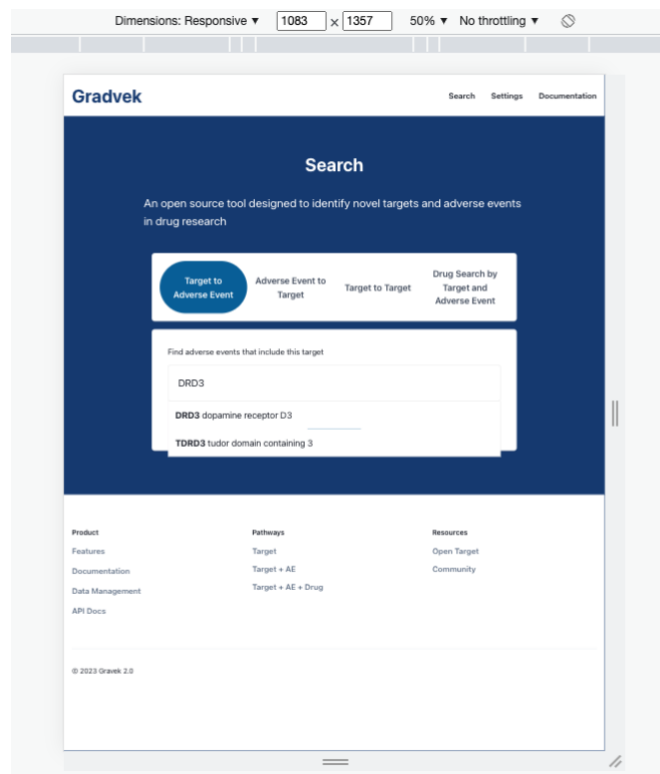 Dimensions: Responsive ▼ 1083 x 1357 50% ▼ No throttling ▼
Gradvek
Search Settings Documentation
Search
An open source tool designed to identify novel targets and adverse events
in drug research
Target to
Adverse Event
Adverse Event to
Target
Target to Target
Drug Search by
Target and
Adverse Event
Find adverse events that include this target
DRD3
DRD3 dopamine receptor D3
TDRD3 tudor domain containing 3
Product
Features
Documentation
Data Management
API Docs
Pathways
Target
Target + AE
Target + AE + Drug
Resources
Open Target
Community
© 2023 Gravek 2.0